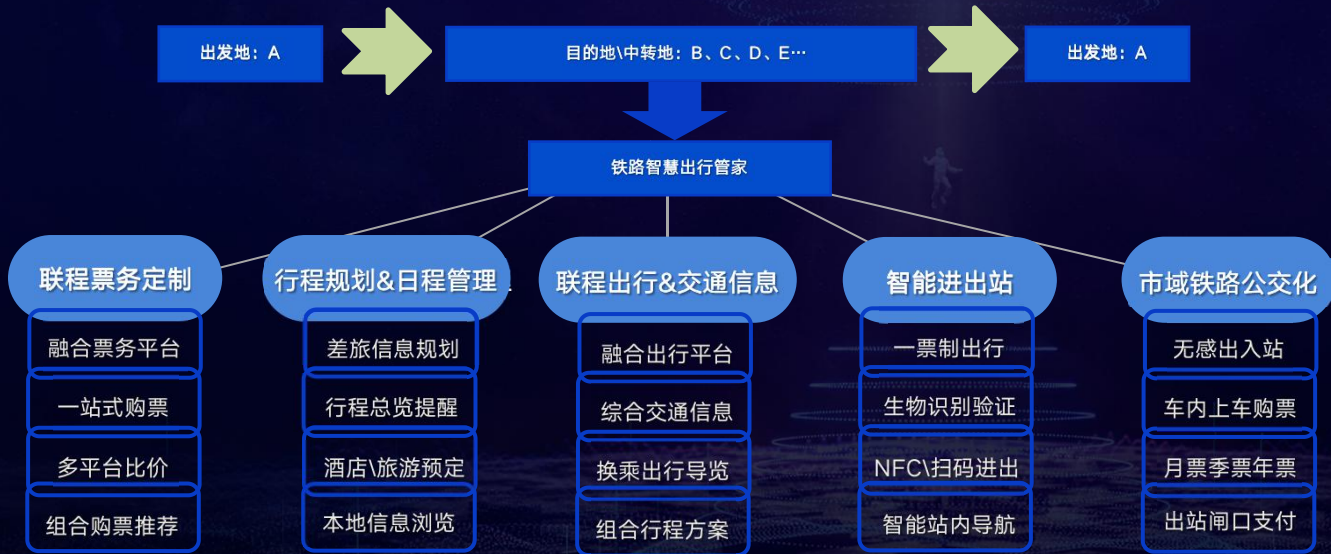 出发地：A
目的地\中转地：B、C、D、E…
出发地：A
铁路智慧出行管家
联程票务定制
融合票务平台
一站式购票
多平台比价
组合购票推荐
行程规划&日程管理
差旅信息规划
行程总览提醒
酒店\旅游预定
本地信息浏览
联程出行&交通信息
融合出行平台
综合交通信息
换乘出行导览
组合行程方案
智能进出站
一票制出行
生物识别验证
NFC\扫码进出
智能站内导航
市域铁路公交化
无感出入站
车内上车购票
月票季票年票
出站闸口支付